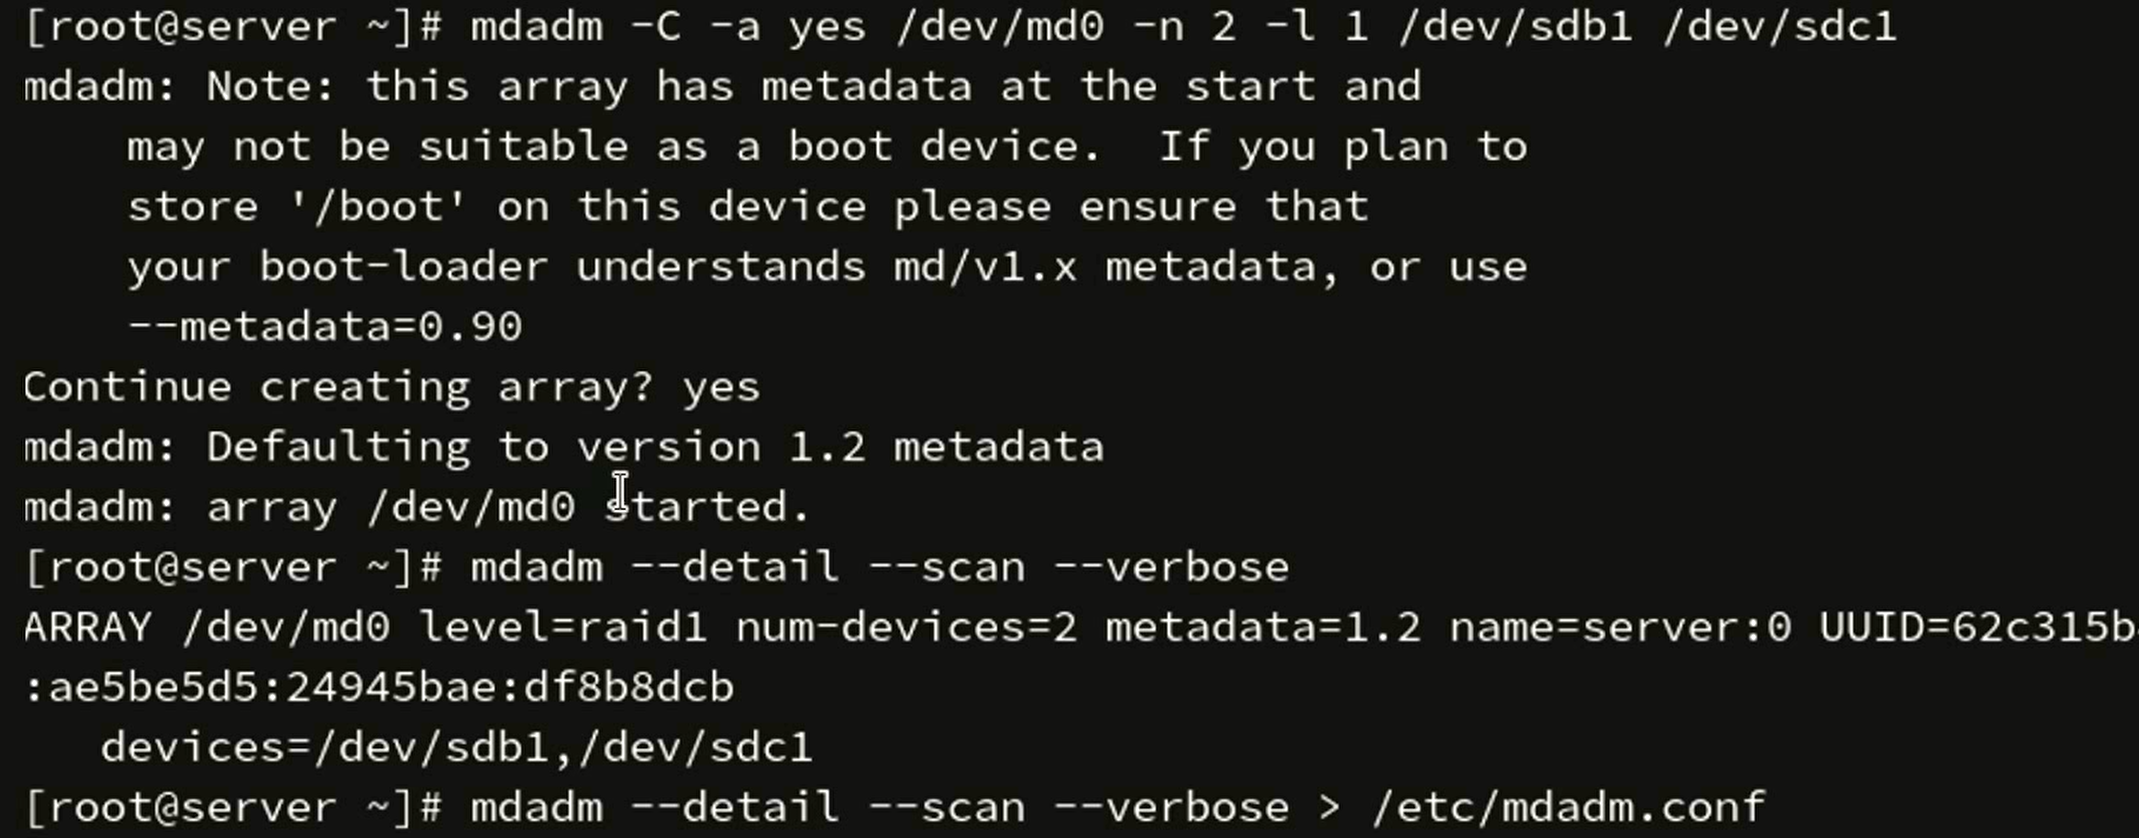 [root@server ~]# mdadm -C -a yes /dev/md0 -n 2 -l 1 /dev/sdb1 /dev/sdc1
mdadm: Note: this array has metadata at the start and
    may not be suitable as a boot device.  If you plan to
    store '/boot' on this device please ensure that
    your boot-loader understands md/v1.x metadata, or use
    --metadata=0.90
Continue creating array? yes
mdadm: Defaulting to version 1.2 metadata
mdadm: array /dev/md0 started.
[root@server ~]# mdadm --detail --scan --verbose
ARRAY /dev/md0 level=raid1 num-devices=2 metadata=1.2 name=server:0 UUID=62c315b
:ae5be5d5:24945bae:df8b8dcb
   devices=/dev/sdb1,/dev/sdc1
[root@server ~]# mdadm --detail --scan --verbose > /etc/mdadm.conf